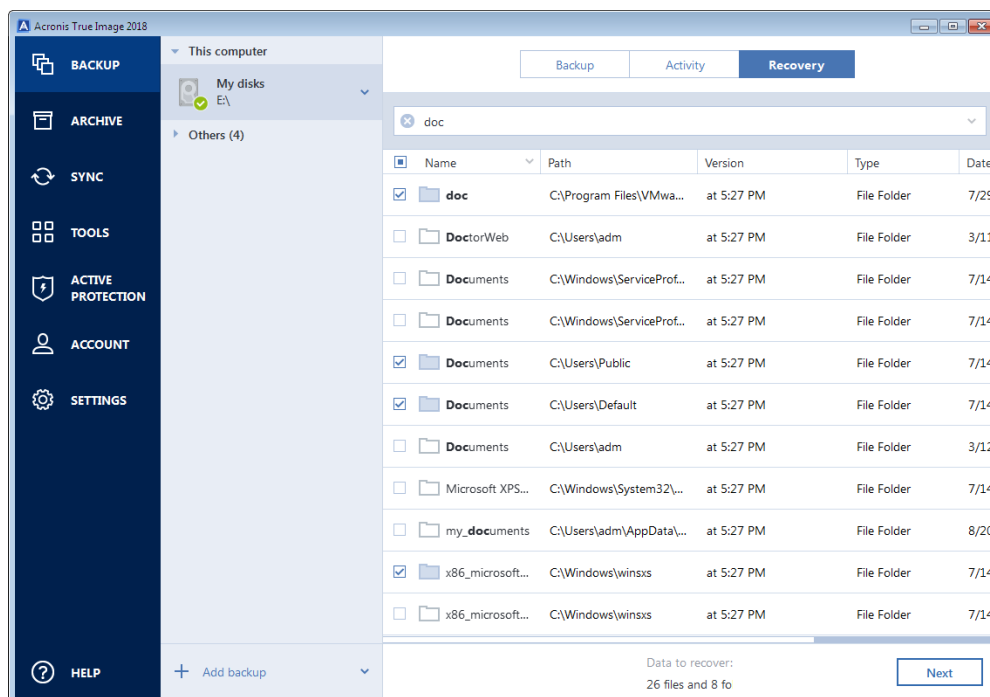 Acronis True Image 2018
BACKUP
ARCHIVE
SYNC
TOOLS
ACTIVE
PROTECTION
ACCOUNT
SETTINGS
HELP
This computer
My disks
E:\
Others (4)
Add backup
Backup Activity Recovery
doc
Name Path Version Type Date
doc C:\Program Files\VMwa... at 5:27 PM File Folder 7/29
DoctorWeb C:\Users\adm at 5:27 PM File Folder 3/11
Documents C:\Windows\ServiceProf... at 5:27 PM File Folder 7/14
Documents C:\Windows\ServiceProf... at 5:27 PM File Folder 7/14
Documents C:\Users\Public at 5:27 PM File Folder 7/14
Documents C:\Users\Default at 5:27 PM File Folder 7/14
Documents C:\Users\adm at 5:27 PM File Folder 3/12
Microsoft XPS... C:\Windows\System32\... at 5:27 PM File Folder 7/14
my_documents C:\Users\adm\AppData\... at 5:27 PM File Folder 8/20
x86_microsoft... C:\Windows\winsxs at 5:27 PM File Folder 7/14
x86_microsoft... C:\Windows\winsxs at 5:27 PM File Folder 7/14
Data to recover:
26 files and 8 fo
Next